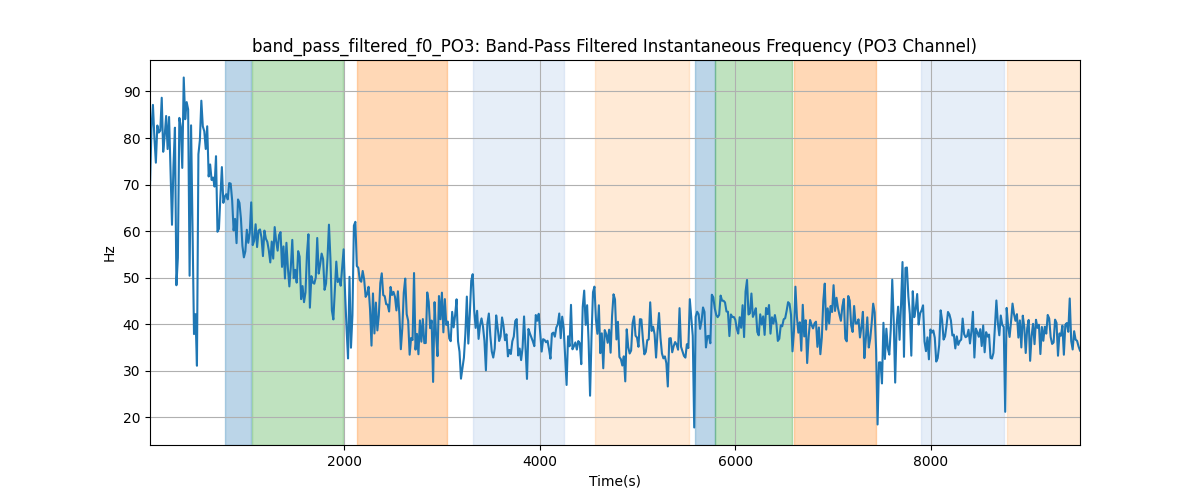 band_pass_filtered_f0_PO3: Band-Pass Filtered Instantaneous Frequency (PO3 Channel)
90
80
70
60
50
40
30
20
Hz
2000 4000 6000 8000
Time(s)